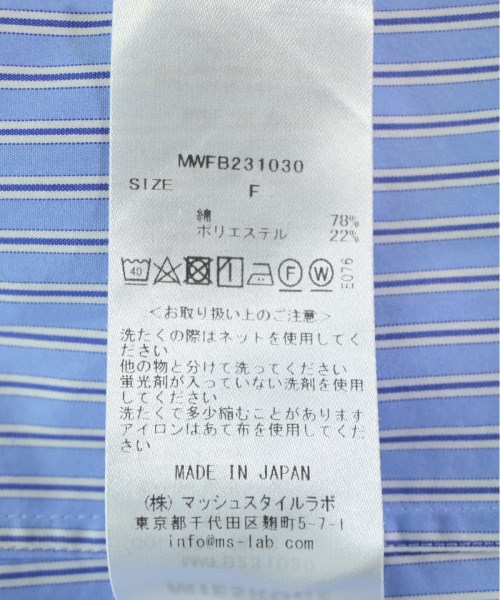 MWFB231030
SIZE F
綿 78%
ポリエステル 22%
40 F W
E076
<お取り扱い上のご注意>
洗たくの際はネットを使用してく
ださい
他の物と分けて洗ってください
蛍光剤が入っていない洗剤を使用
してください
洗たくで多少縮むことがあります
アイロンはあて布を使用してくだ
さい
MADE IN JAPAN
(株) マッシュスタイルラボ
東京都千代田区麹町5-7-1
info@ms-lab.com
MWFB231030